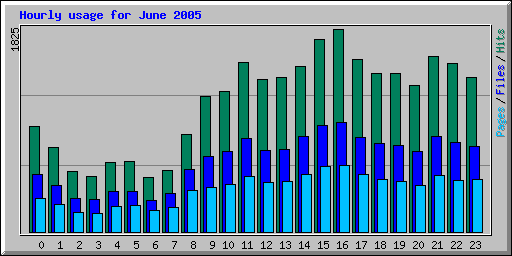 Hourly usage for June 2005
1825
Pages/Files/Hits
0 1 2 3 4 5 6 7 8 9 10 11 12 13 14 15 16 17 18 19 20 21 22 23